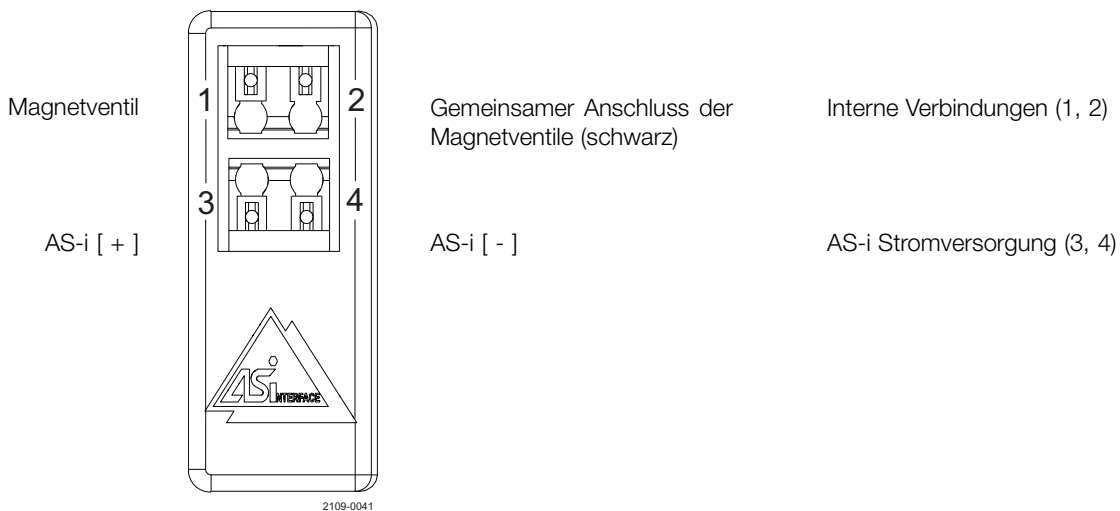 Magnetventil
1
2
Gemeinsamer Anschluss der
Magnetventile (schwarz)
Interne Verbindungen (1, 2)
3
4
AS-i [ + ]
AS-i [ - ]
AS-i Stromversorgung (3, 4)
ASi INTERFACE
2109-0041